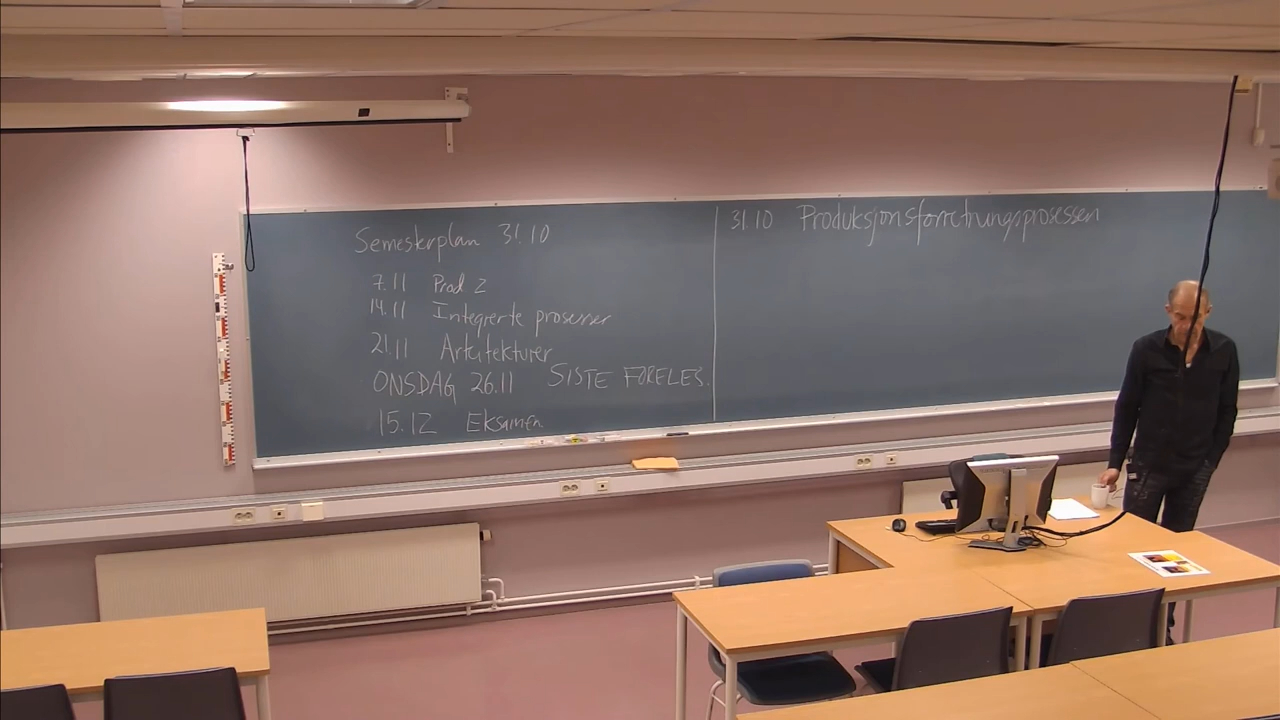 Semesterplan 31.10
7.11 Prod 2
14.11 Integrerte prosesser
21.11 Arkitekturer
ONSDAG 26.11 SISTE FORELES.
15.12 Eksamen
31.10 Produksjonsforretningsprosessen